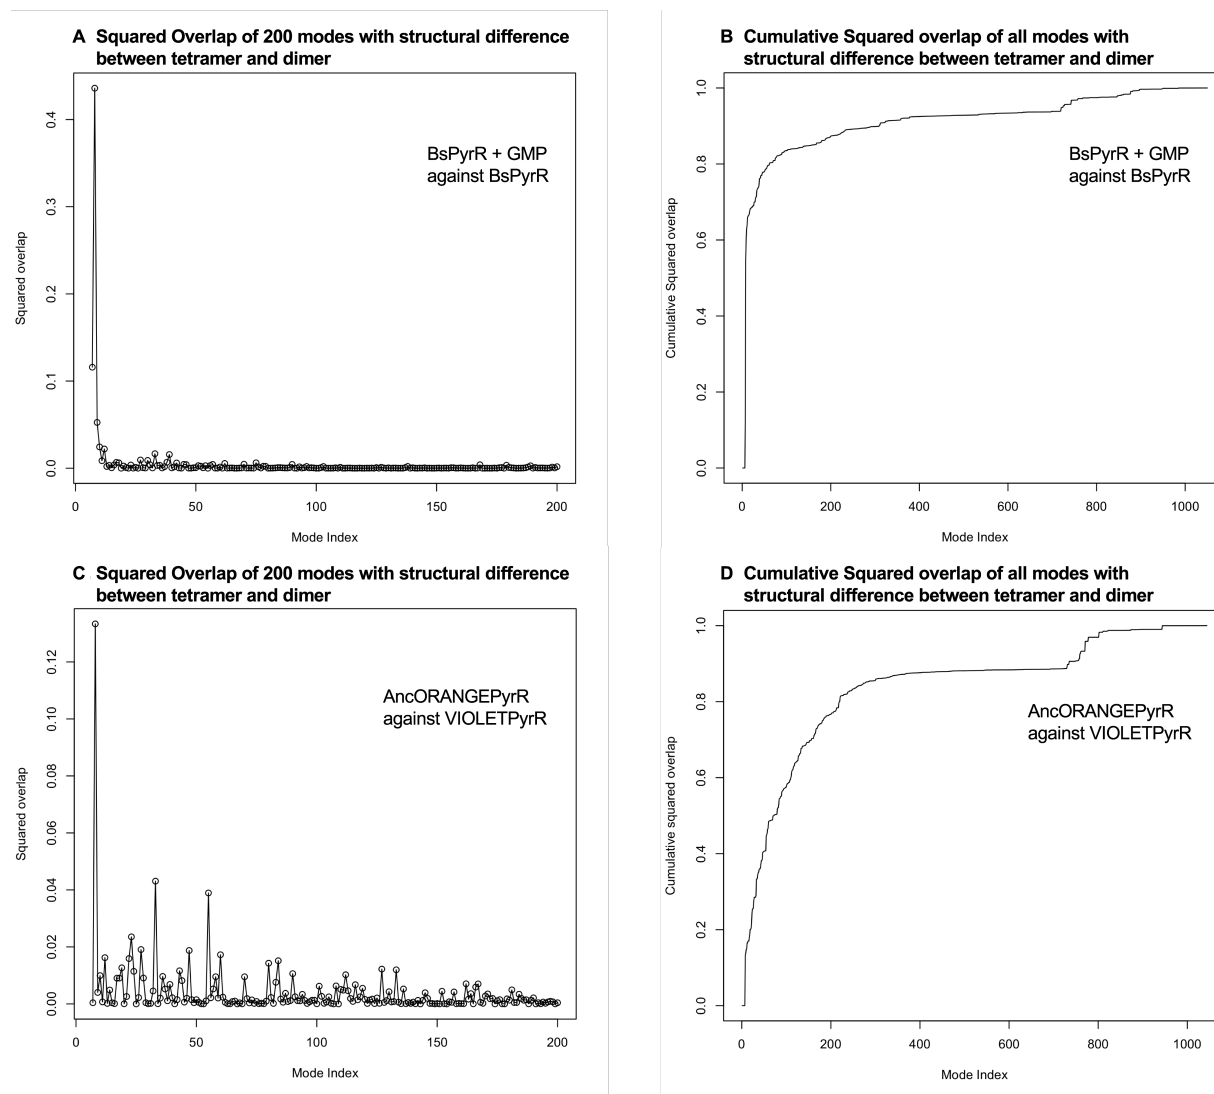 A Squared Overlap of 200 modes with structural difference
between tetramer and dimer
0.4
0.3
0.2
0.1
0.0
Squared overlap
BsPyrR + GMP
against BsPyrR
0 50 100 150 200
Mode Index
B Cumulative Squared overlap of all modes with
structural difference between tetramer and dimer
1.0
0.8
0.6
0.4
0.2
0.0
Cumulative Squared overlap
BsPyrR + GMP
against BsPyrR
0 200 400 600 800 1000
Mode Index
C Squared Overlap of 200 modes with structural difference
between tetramer and dimer
0.12
0.10
0.08
0.06
0.04
0.02
0.00
Squared overlap
AncORANGEPyrR
against VIOLETPyrR
0 50 100 150 200
Mode Index
D Cumulative Squared overlap of all modes with
structural difference between tetramer and dimer
1.0
0.8
0.6
0.4
0.2
0.0
Cumulative squared overlap
AncORANGEPyrR
against VIOLETPyrR
0 200 400 600 800 1000
Mode Index